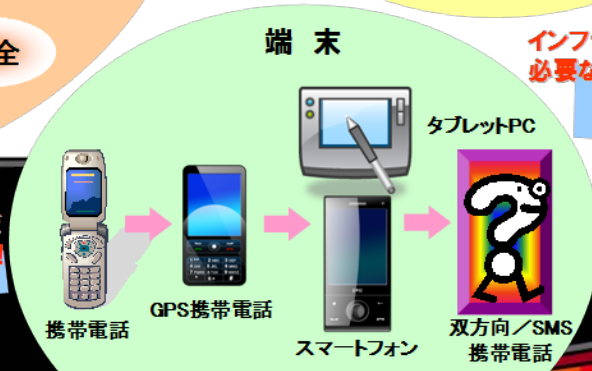 全
端 末
インフ
必要な
タブレットPC
携帯電話
GPS携帯電話
スマートフォン
双方向／SMS
携帯電話